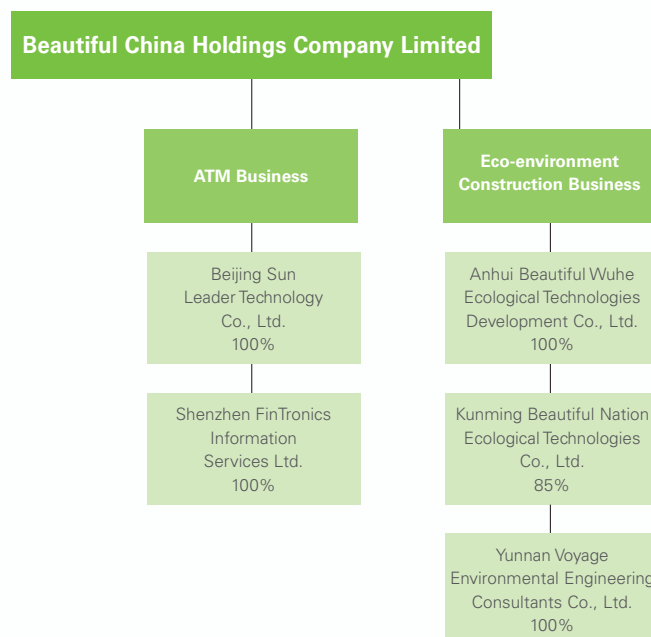 Beautiful China Holdings Company Limited
ATM Business
Beijing Sun
Leader Technology
Co., Ltd.
100%
Shenzhen FinTronics
Information
Services Ltd.
100%
Eco-environment
Construction Business
Anhui Beautiful Wuhe
Ecological Technologies
Development Co., Ltd.
100%
Kunming Beautiful Nation
Ecological Technologies
Co., Ltd.
85%
Yunnan Voyage
Environmental Engineering
Consultants Co., Ltd.
100%